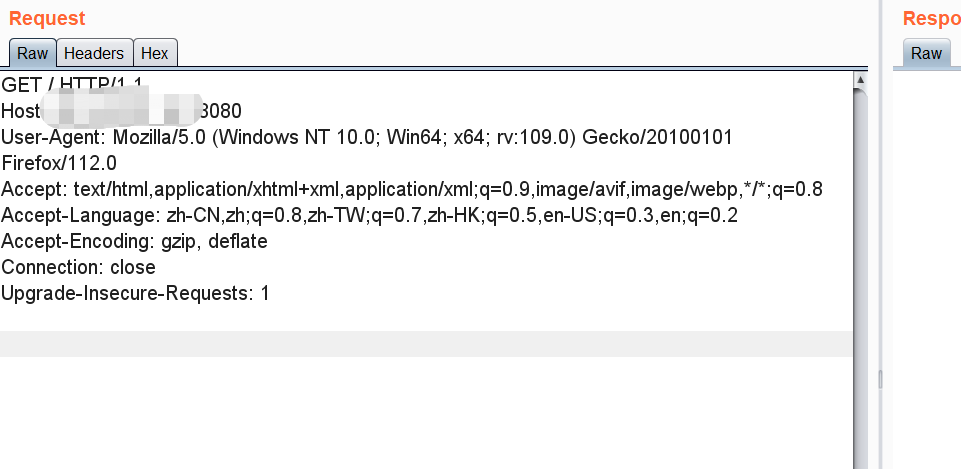 Request
Respo
Raw
Headers
Hex
Raw
GET / HTTP/1.1
Host 8080
User-Agent: Mozilla/5.0 (Windows NT 10.0; Win64; x64; rv:109.0) Gecko/20100101
Firefox/112.0
Accept: text/html,application/xhtml+xml,application/xml;q=0.9,image/avif,image/webp,*/*;q=0.8
Accept-Language: zh-CN,zh;q=0.8,zh-TW;q=0.7,zh-HK;q=0.5,en-US;q=0.3,en;q=0.2
Accept-Encoding: gzip, deflate
Connection: close
Upgrade-Insecure-Requests: 1